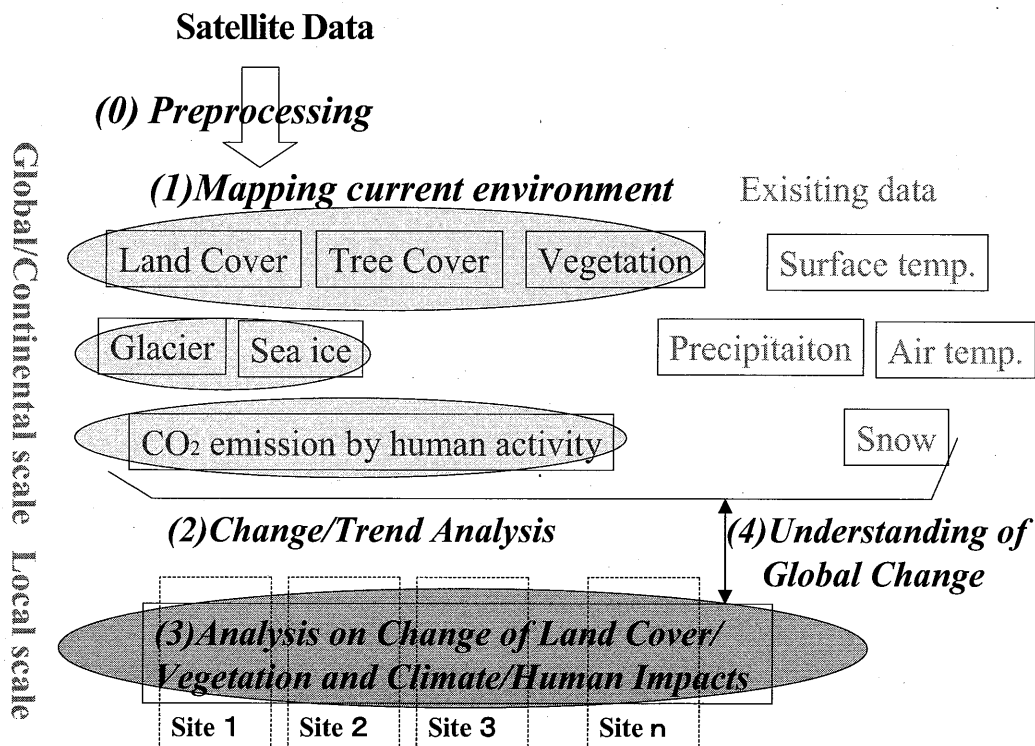 Satellite Data
(0) Preprocessing
(1)Mapping current environment
Exisiting data
Land Cover
Tree Cover
Vegetation
Surface temp.
Glacier
Sea ice
Precipitaiton
Air temp.
CO₂ emission by human activity
Snow
(2)Change/Trend Analysis
(4)Understanding of
Global Change
(3)Analysis on Change of Land Cover/
Vegetation and Climate/Human Impacts
Site 1
Site 2
Site 3
Site n
Global/Continental scale
Local scale